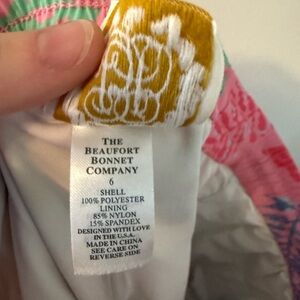 THE
BEAUFORT
BONNET
COMPANY
6
SHELL
100% POLYESTER
LINING
85% NYLON
15% SPANDEX
DESIGNED WITH LOVE
IN THE U.S.A.
MADE IN CHINA
SEE CARE ON
REVERSE SIDE